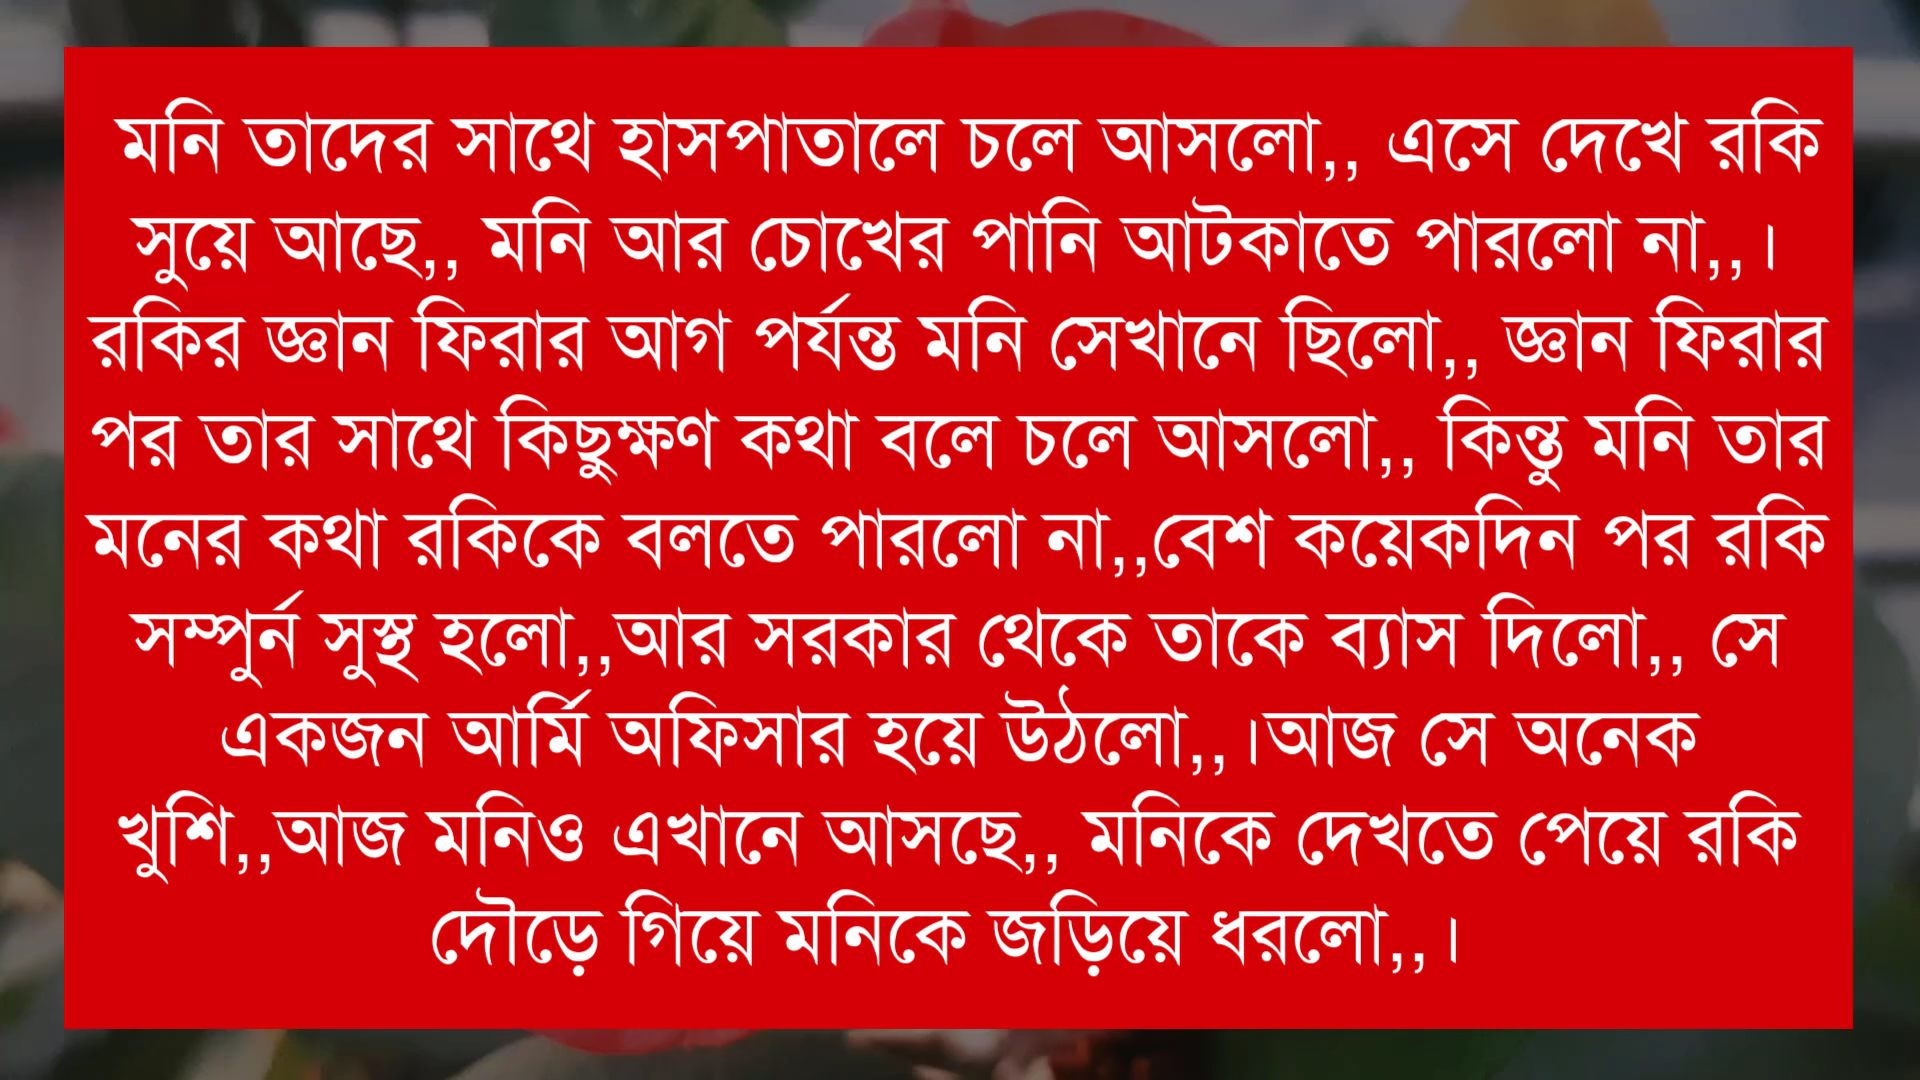 মনি তাদের সাথে হাসপাতালে চলে আসলো,, এসে দেখে রকি
সুয়ে আছে,, মনি আর চোখের পানি আটকাতে পারলো না,,।
রকির জ্ঞান ফিরার আগ পর্যন্ত মনি সেখানে ছিলো,, জ্ঞান ফিরার
পর তার সাথে কিছুক্ষণ কথা বলে চলে আসলো,, কিন্তু মনি তার
মনের কথা রকিকে বলতে পারলো না,,বেশ কয়েকদিন পর রকি
সম্পুর্ন সুস্থ হলো,,আর সরকার থেকে তাকে ব্যাস দিলো,, সে
একজন আর্মি অফিসার হয়ে উঠলো,,।আজ সে অনেক
খুশি,,আজ মনিও এখানে আসছে,, মনিকে দেখতে পেয়ে রকি
দৌড়ে গিয়ে মনিকে জড়িয়ে ধরলো,,।